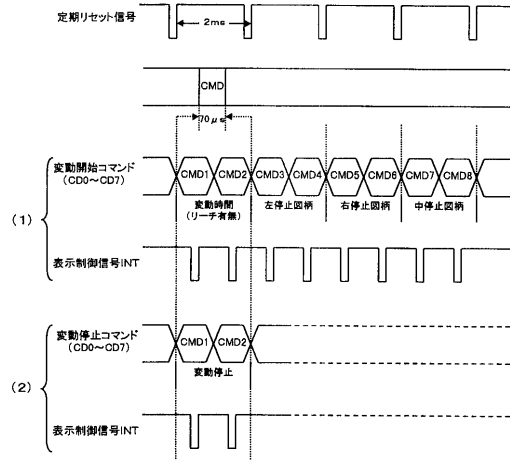 定期リセット信号
2ms
CMD
70μs
(1)
変動開始コマンド
(CD0～CD7)
CMD1 CMD2 CMD3 CMD4 CMD5 CMD6 CMD7 CMD8
変動時間
(リーチ有無)
左停止図柄 右停止図柄 中停止図柄
表示制御信号INT
(2)
変動停止コマンド
(CD0～CD7)
CMD1 CMD2
変動停止
表示制御信号INT